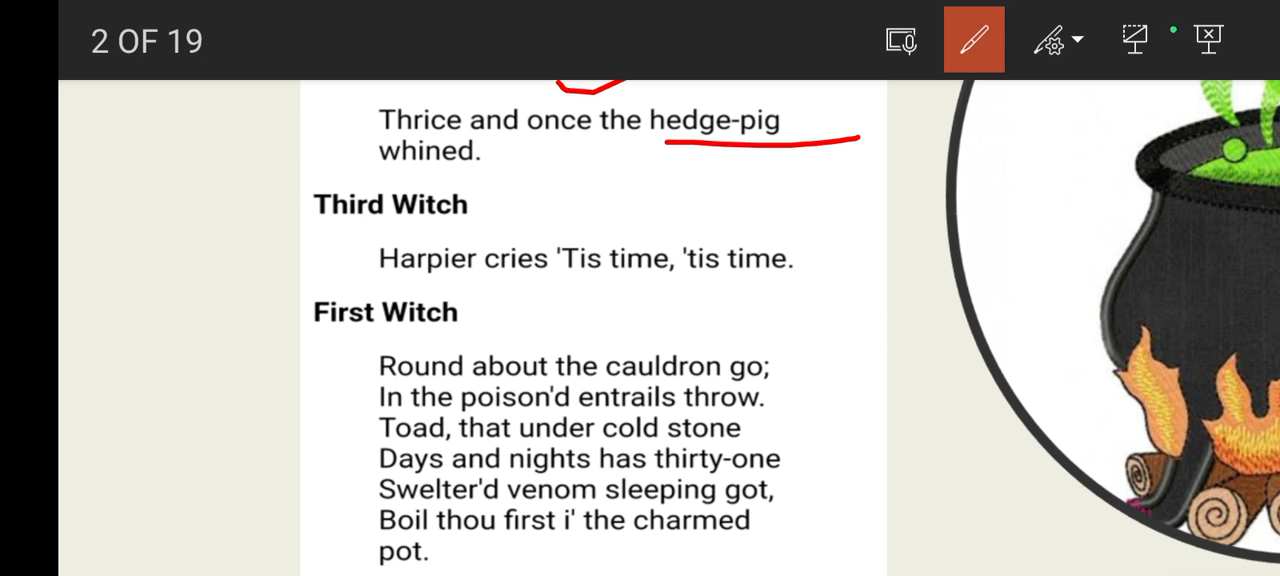 2 OF 19
Thrice and once the hedge-pig
whined.
Third Witch
Harpier cries 'Tis time, 'tis time.
First Witch
Round about the cauldron go;
In the poison'd entrails throw.
Toad, that under cold stone
Days and nights has thirty-one
Swelter'd venom sleeping got,
Boil thou first i' the charmed
pot.